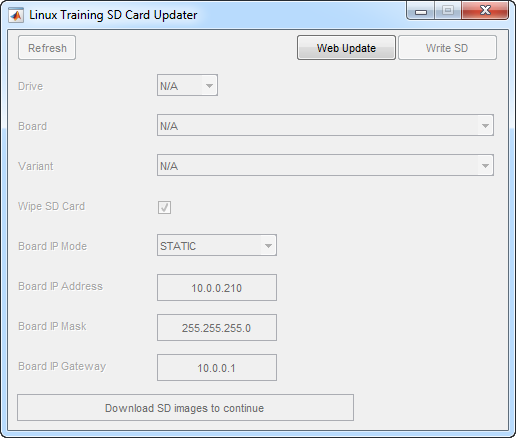 Linux Training SD Card Updater
Refresh Web Update Write SD
Drive N/A
Board N/A
Variant N/A
Wipe SD Card
Board IP Mode STATIC
Board IP Address 10.0.0.210
Board IP Mask 255.255.255.0
Board IP Gateway 10.0.0.1
Download SD images to continue